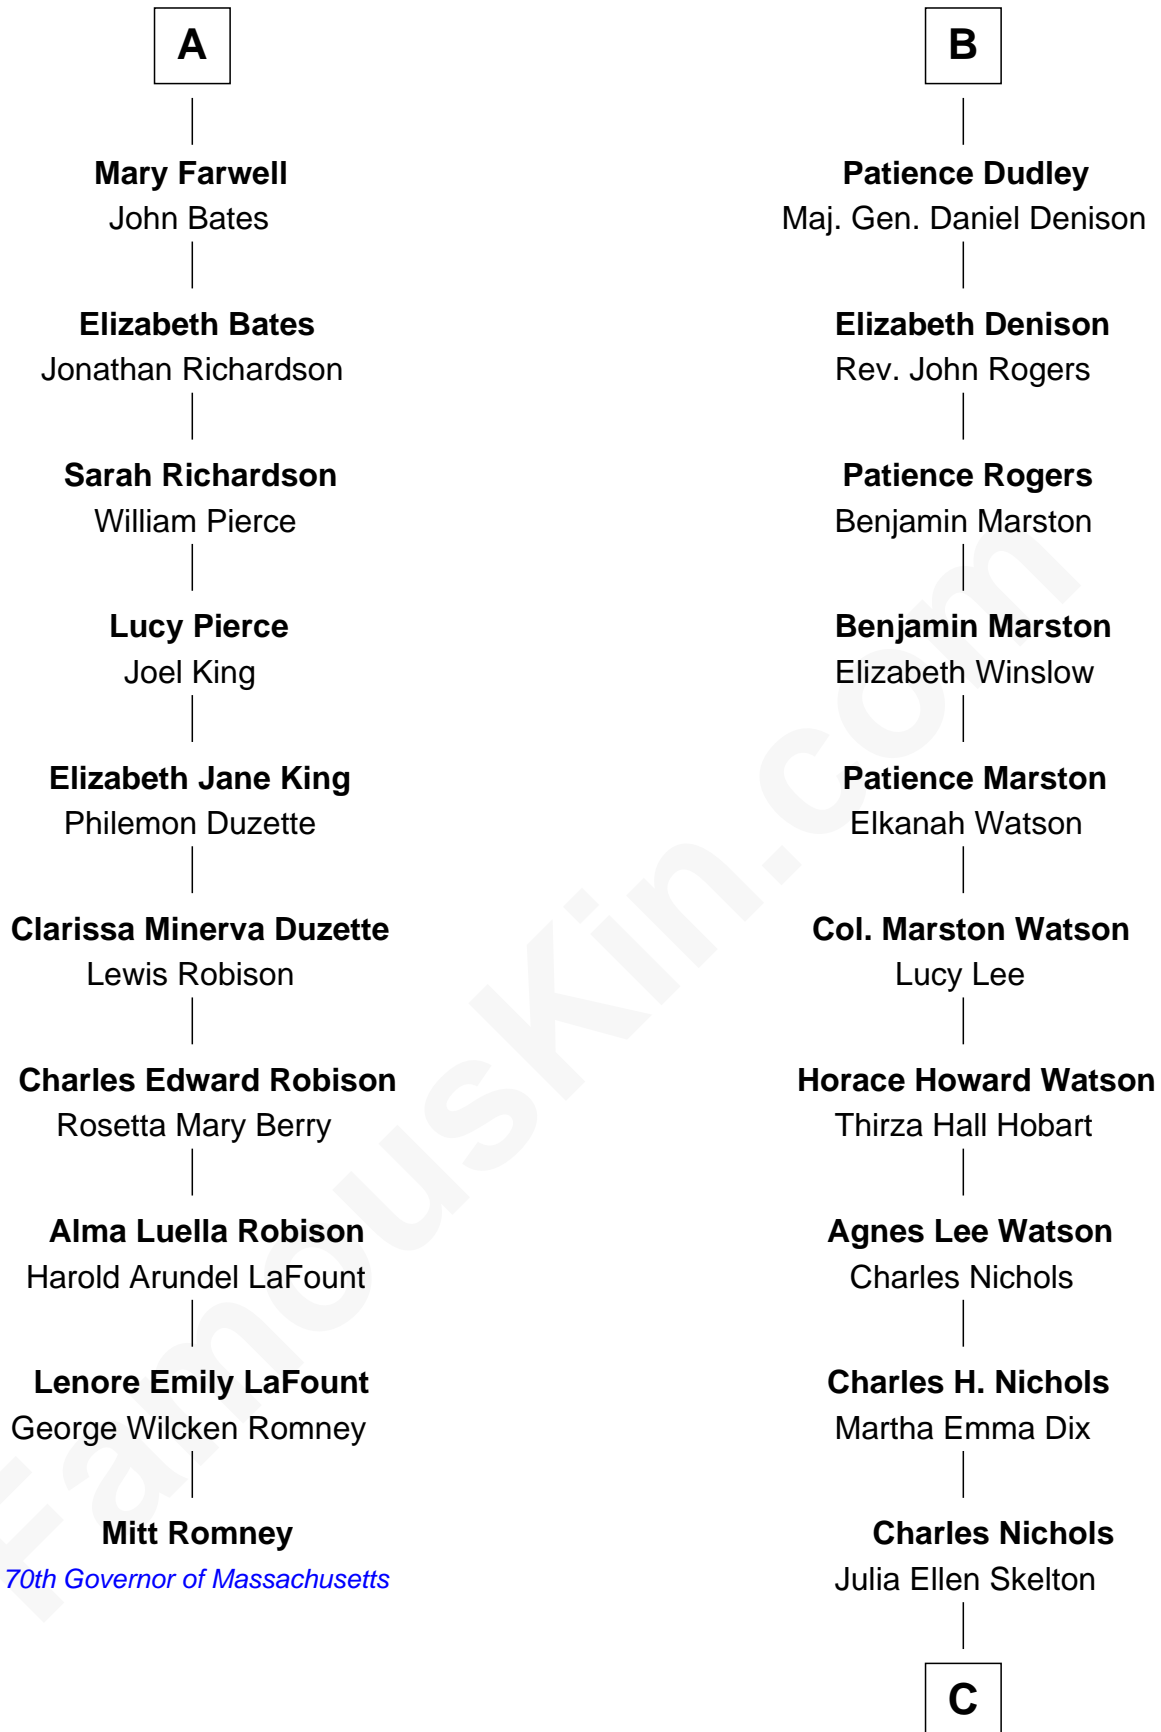 A
Mary Farwell
John Bates
Elizabeth Bates
Jonathan Richardson
Sarah Richardson
William Pierce
Lucy Pierce
Joel King
Elizabeth Jane King
Philemon Duzette
Clarissa Minerva Duzette
Lewis Robison
Charles Edward Robison
Rosetta Mary Berry
Alma Luella Robison
Harold Arundel LaFount
Lenore Emily LaFount
George Wilcken Romney
Mitt Romney
70th Governor of Massachusetts
B
Patience Dudley
Maj. Gen. Daniel Denison
Elizabeth Denison
Rev. John Rogers
Patience Rogers
Benjamin Marston
Benjamin Marston
Elizabeth Winslow
Patience Marston
Elkanah Watson
Col. Marston Watson
Lucy Lee
Horace Howard Watson
Thirza Hall Hobart
Agnes Lee Watson
Charles Nichols
Charles H. Nichols
Martha Emma Dix
Charles Nichols
Julia Ellen Skelton
C
FamousKin.com